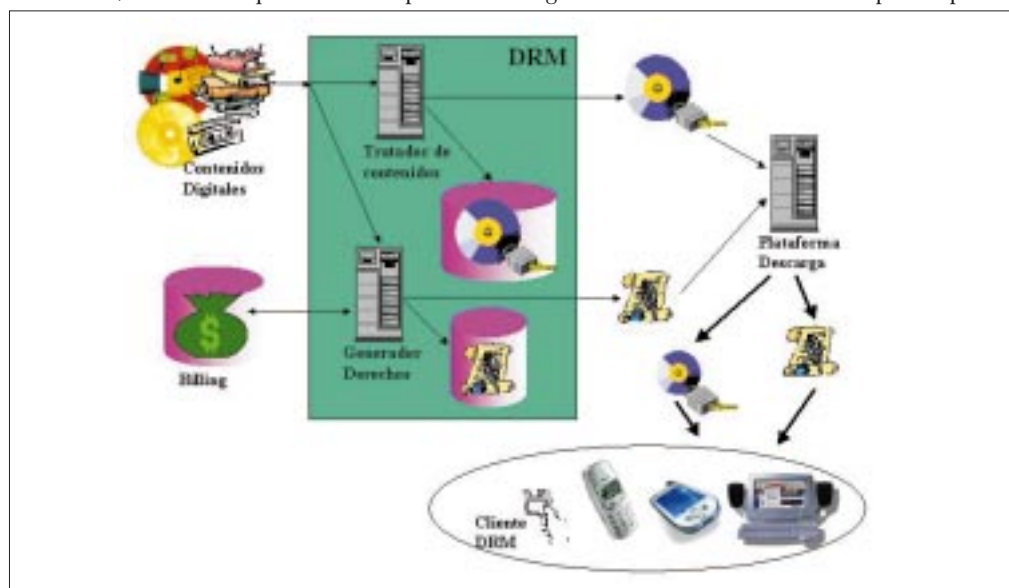 DRM
Tratador de
contenidos
Contenidos
Digitales
Plataforma
Descarga
$
Generador
Derechos
Billing
Cliente
DRM